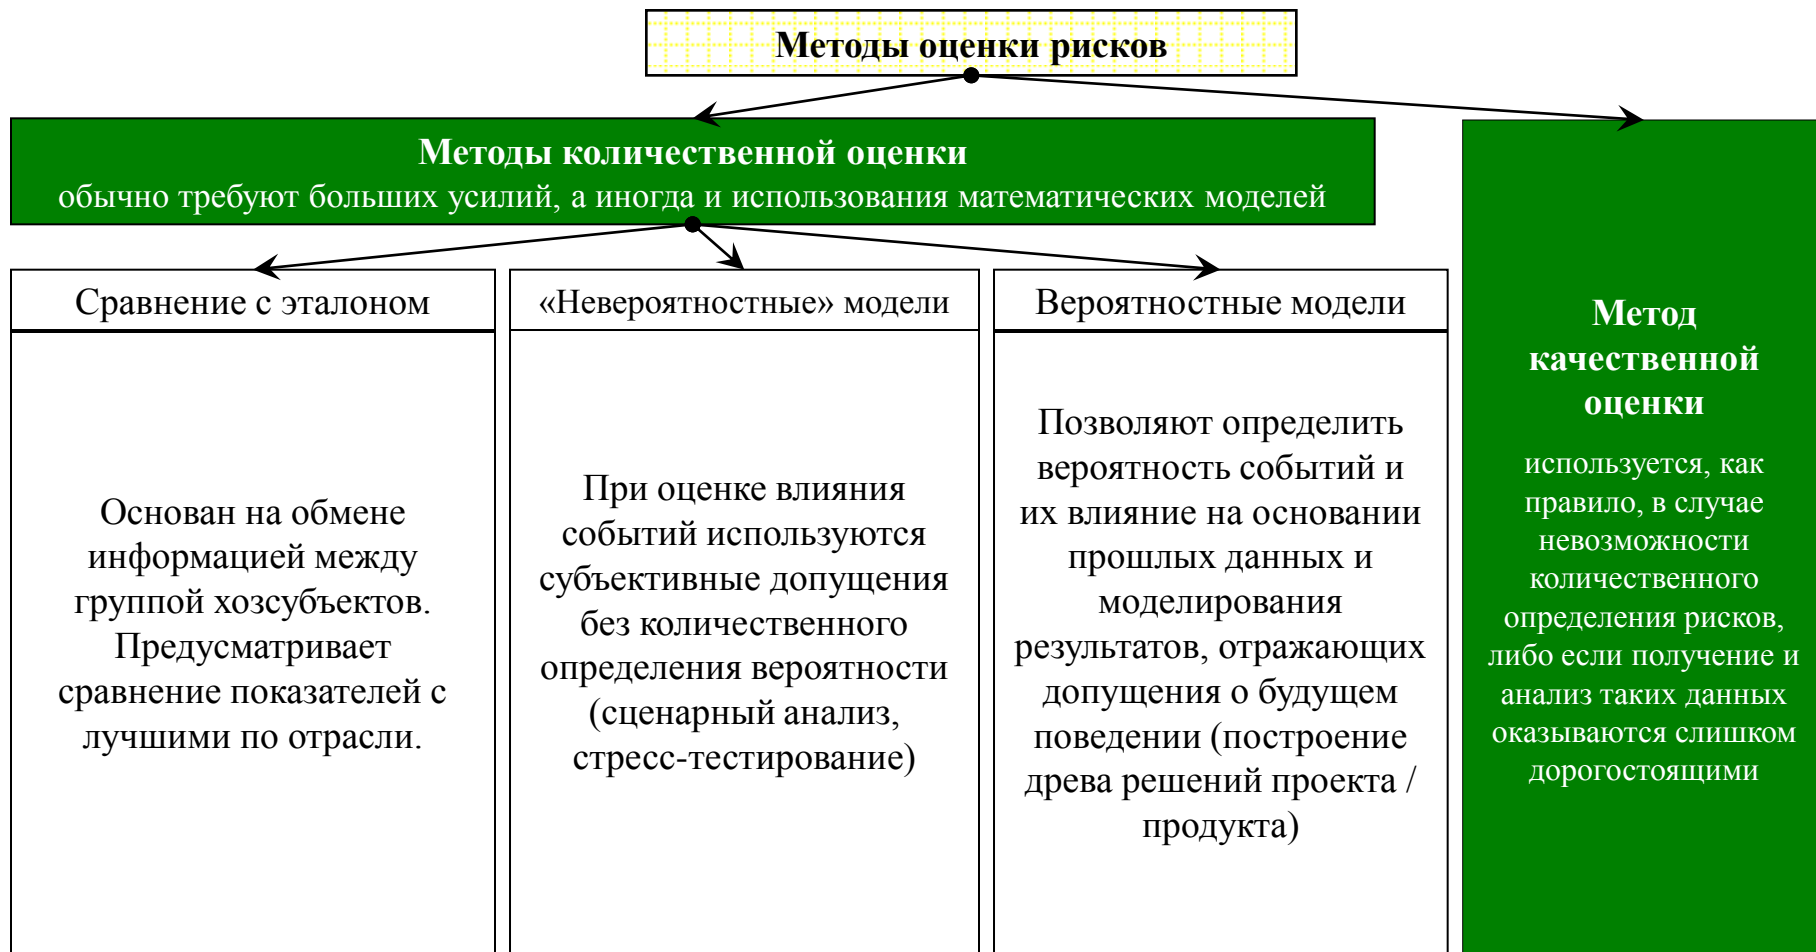 Методы оценки рисков
Методы количественной оценки
обычно требуют больших усилий, а иногда и использования математических моделей
Сравнение с эталоном
Основан на обмене
информацией между
группой хозсубъектов.
Предусматривает
сравнение показателей с
лучшими по отрасли.
«Невероятностные» модели
При оценке влияния
событий используются
субъективные допущения
без количественного
определения вероятности
(сценарный анализ,
стресс-тестирование)
Вероятностные модели
Позволяют определить
вероятность событий и
их влияние на основании
прошлых данных и
моделирования
результатов, отражающих
допущения о будущем
поведении (построение
древа решений проекта /
продукта)
Метод
качественной
оценки
используется, как
правило, в случае
невозможности
количественного
определения рисков,
либо если получение и
анализ таких данных
оказываются слишком
дорогостоящими